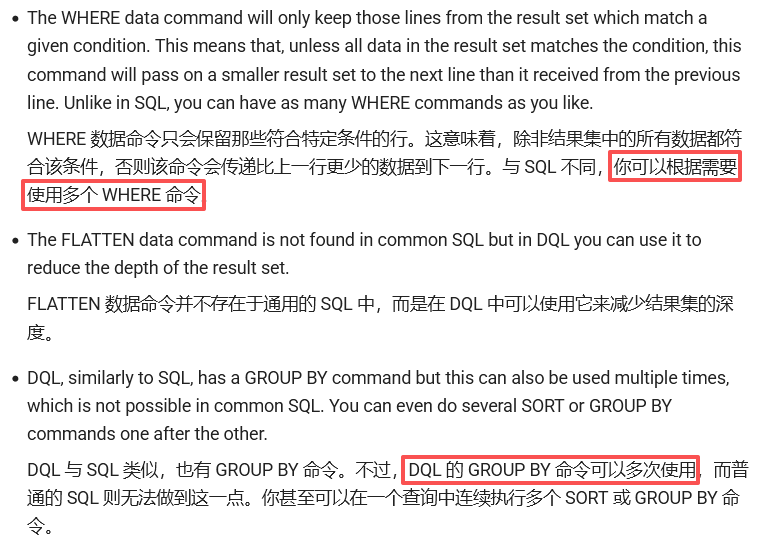 The WHERE data command will only keep those lines from the result set which match a
given condition. This means that, unless all data in the result set matches the condition, this
command will pass on a smaller result set to the next line than it received from the previous
line. Unlike in SQL, you can have as many WHERE commands as you like.
WHERE 数据命令只会保留那些符合特定条件的行。这意味着，除非结果集中的所有数据都符
合该条件，否则该命令会传递比上一行更少的数据到下一行。与 SQL 不同，你可以根据需要
使用多个 WHERE 命令
The FLATTEN data command is not found in common SQL but in DQL you can use it to
reduce the depth of the result set.
FLATTEN 数据命令并不存在于通用的 SQL 中，而是在 DQL 中可以使用它来减少结果集的深
度。
DQL, similarly to SQL, has a GROUP BY command but this can also be used multiple times,
which is not possible in common SQL. You can even do several SORT or GROUP BY
commands one after the other.
DQL 与 SQL 类似，也有 GROUP BY 命令。不过，DQL 的 GROUP BY 命令可以多次使用，而普
通的 SQL 则无法做到这一点。你甚至可以在一个查询中连续执行多个 SORT 或 GROUP BY 命
令。